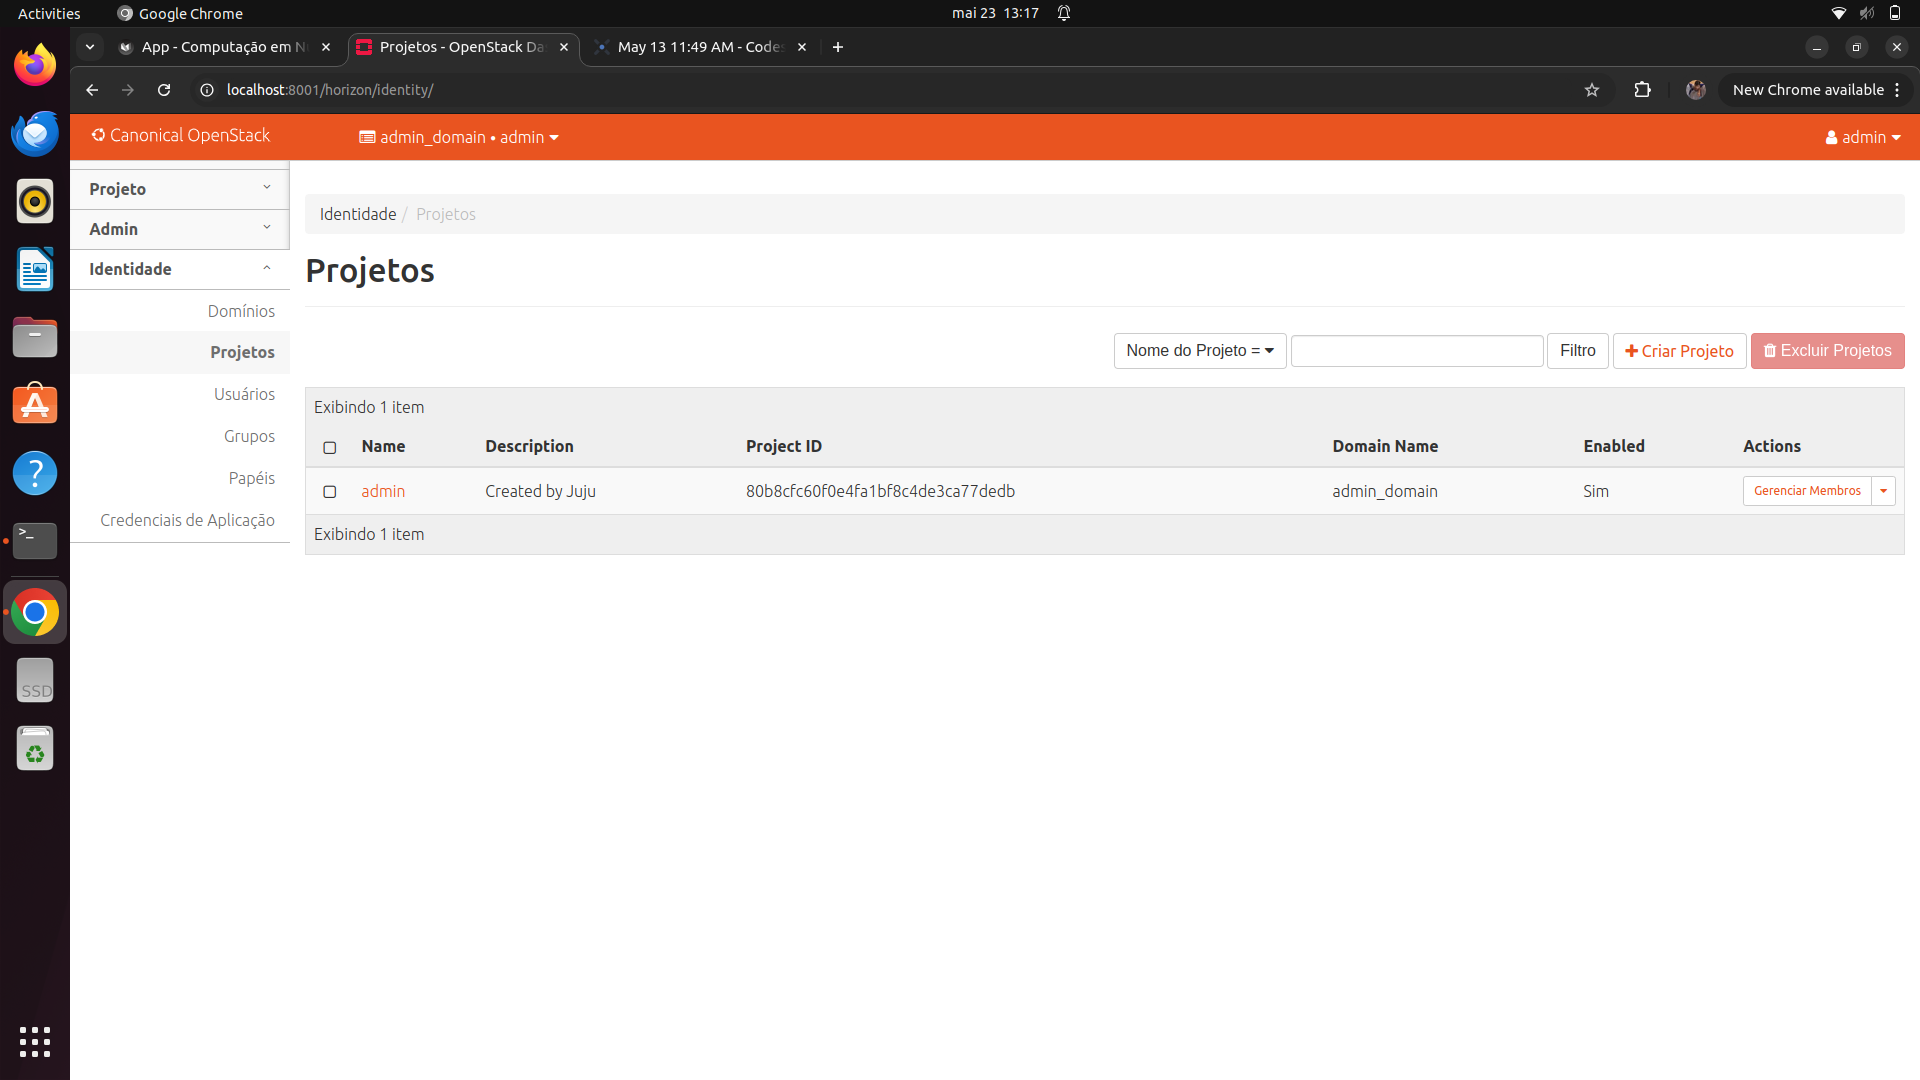 Activities
Google Chrome
mai 23 13:17
App - Computação em N
Projetos - OpenStack Da
May 13 11:49 AM - Codes
localhost:8001/horizon/identity/
New Chrome available
Canonical OpenStack
admin_domain • admin
admin
Projeto
Admin
Identidade
Domínios
Projetos
Usuários
Grupos
Papéis
Credenciais de Aplicação
Identidade / Projetos
Projetos
Nome do Projeto =
Filtro
Criar Projeto
Excluir Projetos
Exibindo 1 item
Name Description Project ID Domain Name Enabled Actions
admin Created by Juju 80b8cfc60f0e4fa1bf8c4de3ca77dedb admin_domain Sim Gerenciar Membros
Exibindo 1 item
>_
?
SSD